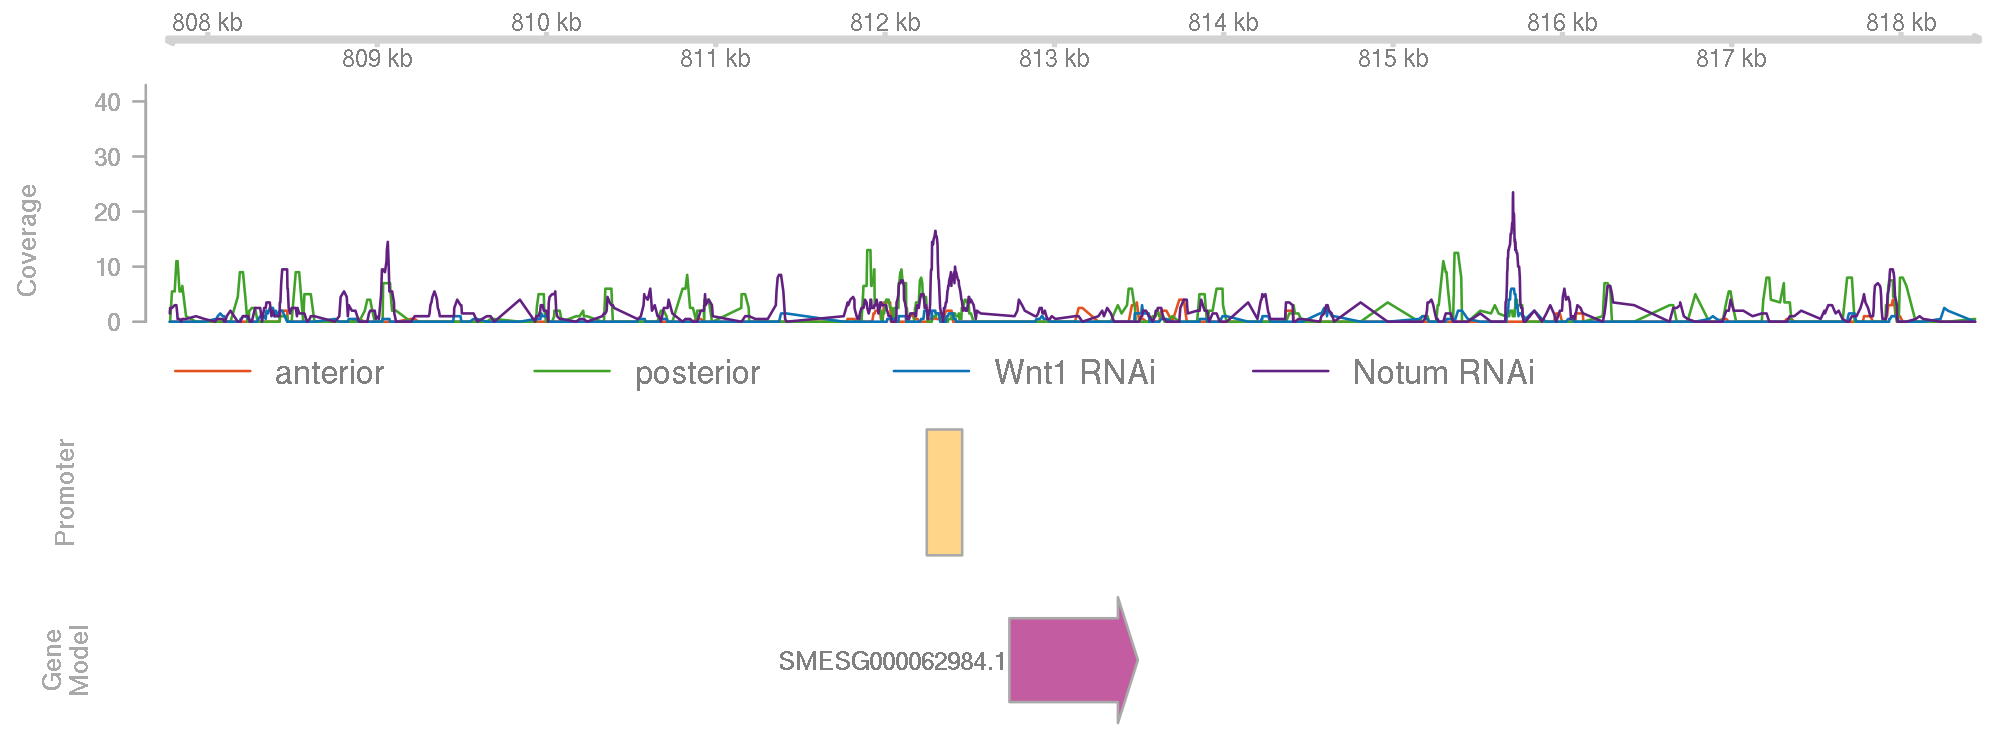 808 kb 810 kb 812 kb 814 kb 816 kb 818 kb
809 kb 811 kb 813 kb 815 kb 817 kb
40
30
20
10
0
Coverage
anterior posterior Wnt1 RNAi Notum RNAi
Promoter
Gene
Model
SMESG000062984.1